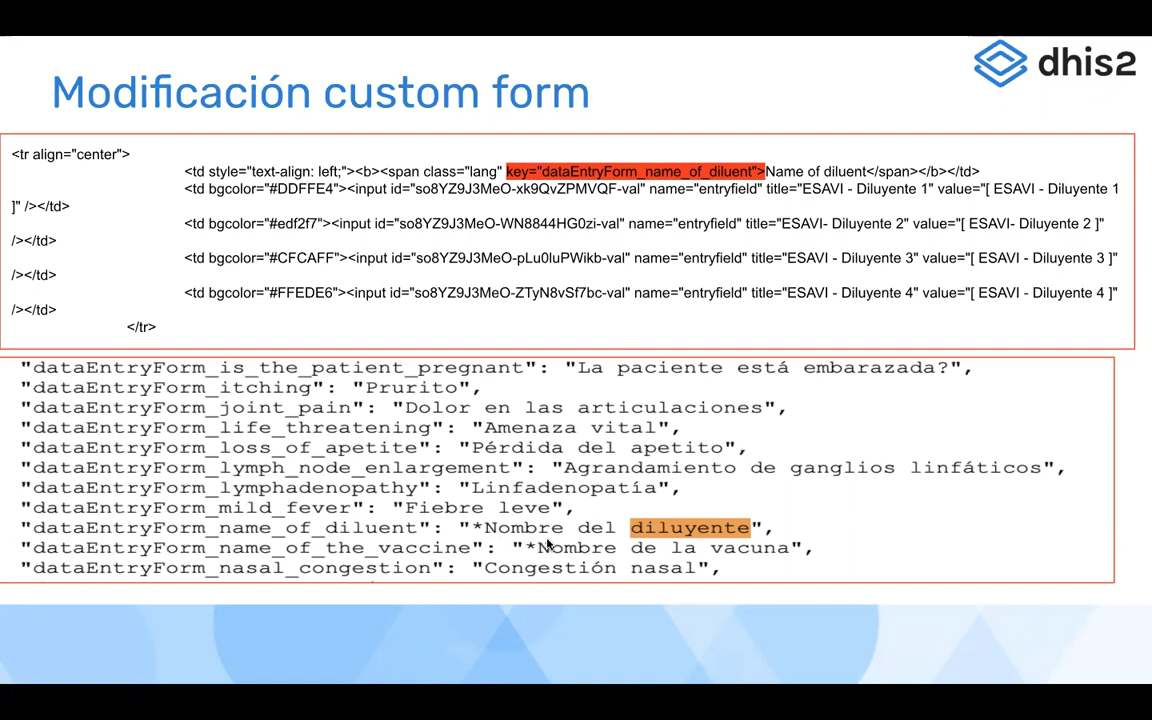 dhis2
Modificación custom form
<tr align="center">
<td style="text-align: left;"><b><span class="lang" key="dataEntryForm_name_of_diluent">Name of diluent</span></b></td>
<td bgcolor="#DDFFE4"><input id="so8YZ9J3MeO-xk9QvZPMVQF-val" name="entryfield" title="ESAVI - Diluyente 1" value="[ ESAVI - Diluyente 1
]" /></td>
<td bgcolor="#edf2f7"><input id="so8YZ9J3MeO-WN8844HG0zi-val" name="entryfield" title="ESAVI- Diluyente 2" value="[ ESAVI- Diluyente 2 ]"
/></td>
<td bgcolor="#CFCAFF"><input id="so8YZ9J3MeO-pLu0luPWikb-val" name="entryfield" title="ESAVI - Diluyente 3" value="[ ESAVI - Diluyente 3 ]"
/></td>
<td bgcolor="#FFEDE6"><input id="so8YZ9J3MeO-ZTyN8vSf7bc-val" name="entryfield" title="ESAVI - Diluyente 4" value="[ ESAVI - Diluyente 4 ]"
/></td>
</tr>
"dataEntryForm_is_the_patient_pregnant": "La paciente está embarazada?",
"dataEntryForm_itching": "Prurito",
"dataEntryForm_joint_pain": "Dolor en las articulaciones",
"dataEntryForm_life_threatening": "Amenaza vital",
"dataEntryForm_loss_of_apetite": "Pérdida del apetito",
"dataEntryForm_lymph_node_enlargement": "Agrandamiento de ganglios linfáticos",
"dataEntryForm_lymphadenopathy": "Linfadenopatía",
"dataEntryForm_mild_fever": "Fiebre leve",
"dataEntryForm_name_of_diluent": "*Nombre del diluyente",
"dataEntryForm_name_of_the_vaccine": "*Nombre de la vacuna",
"dataEntryForm_nasal_congestion": "Congestión nasal",